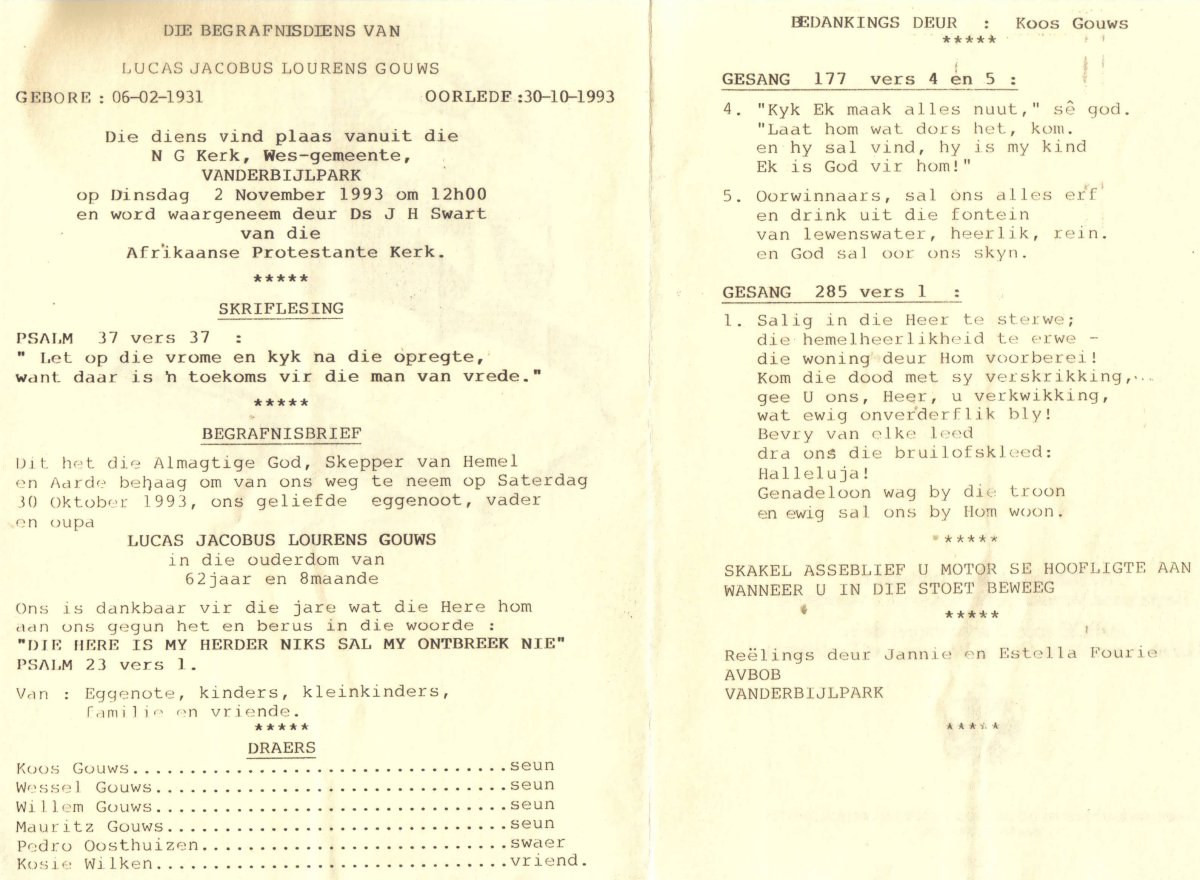 DIE BEGRAFNISDIENS VAN
LUCAS JACOBUS LOURENS GOUWS
GEBORE : 06-02-1931 OORLEDE :30-10-1993
Die diens vind plaas vanuit die
N G Kerk, Wes-gemeente,
VANDERBIJLPARK
op Dinsdag 2 November 1993 om 12h00
en word waargeneem deur Ds J H Swart
van die
Afrikaanse Protestante Kerk.
*****
SKRIFLESING
PSALM 37 vers 37 :
" Let op die vrome en kyk na die opregte,
want daar is 'n toekoms vir die man van vrede."
*****
BEGRAFNISBRIEF
Dit het die Almagtige God, Skepper van Hemel
en Aarde behaag om van ons weg te neem op Saterdag
30 Oktober 1993, ons geliefde eggenoot, vader
en oupa
LUCAS JACOBUS LOURENS GOUWS
in die ouderdom van
62jaar en 8maande
Ons is dankbaar vir die jare wat die Here hom
aan ons gegun het en berus in die woorde :
"DIE HERE IS MY HERDER NIKS SAL MY ONTBREEK NIE"
PSALM 23 vers 1.
Van : Eggenote, kinders, kleinkinders,
familie en vriende.
*****
DRAERS
Koos Gouws.................................seun
Wessel Gouws...............................seun
Willem Gouws...............................seun
Mauritz Gouws..............................seun
Pedro Oosthuizen...........................swaer
Kosie Wilken...............................vriend.
BEDANKINGS DEUR : Koos Gouws
*****
GESANG 177 vers 4 en 5 :
4. "Kyk Ek maak alles nuut," sê god.
"Laat hom wat dors het, kom.
en hy sal vind, hy is my kind
Ek is God vir hom!"
5. Oorwinnaars, sal ons alles erf
en drink uit die fontein
van lewenswater, heerlik, rein.
en God sal oor ons skyn.
GESANG 285 vers 1 :
1. Salig in die Heer te sterwe;
die hemelheerlikheid te erwe -
die woning deur Hom voorberei!
Kom die dood met sy verskrikking,
gee U ons, Heer, u verkwikking,
wat ewig onverderflik bly!
Bevry van elke leed
dra ons die bruilofskleed:
Halleluja!
Genadeloon wag by die troon
en ewig sal ons by Hom woon.
*****
SKAKEL ASSEBLIEF U MOTOR SE HOOFLIGTE AAN
WANNEER U IN DIE STOET BEWEEG
*****
Reëlings deur Jannie en Estella Fourie
AVBOB
VANDERBIJLPARK
*****